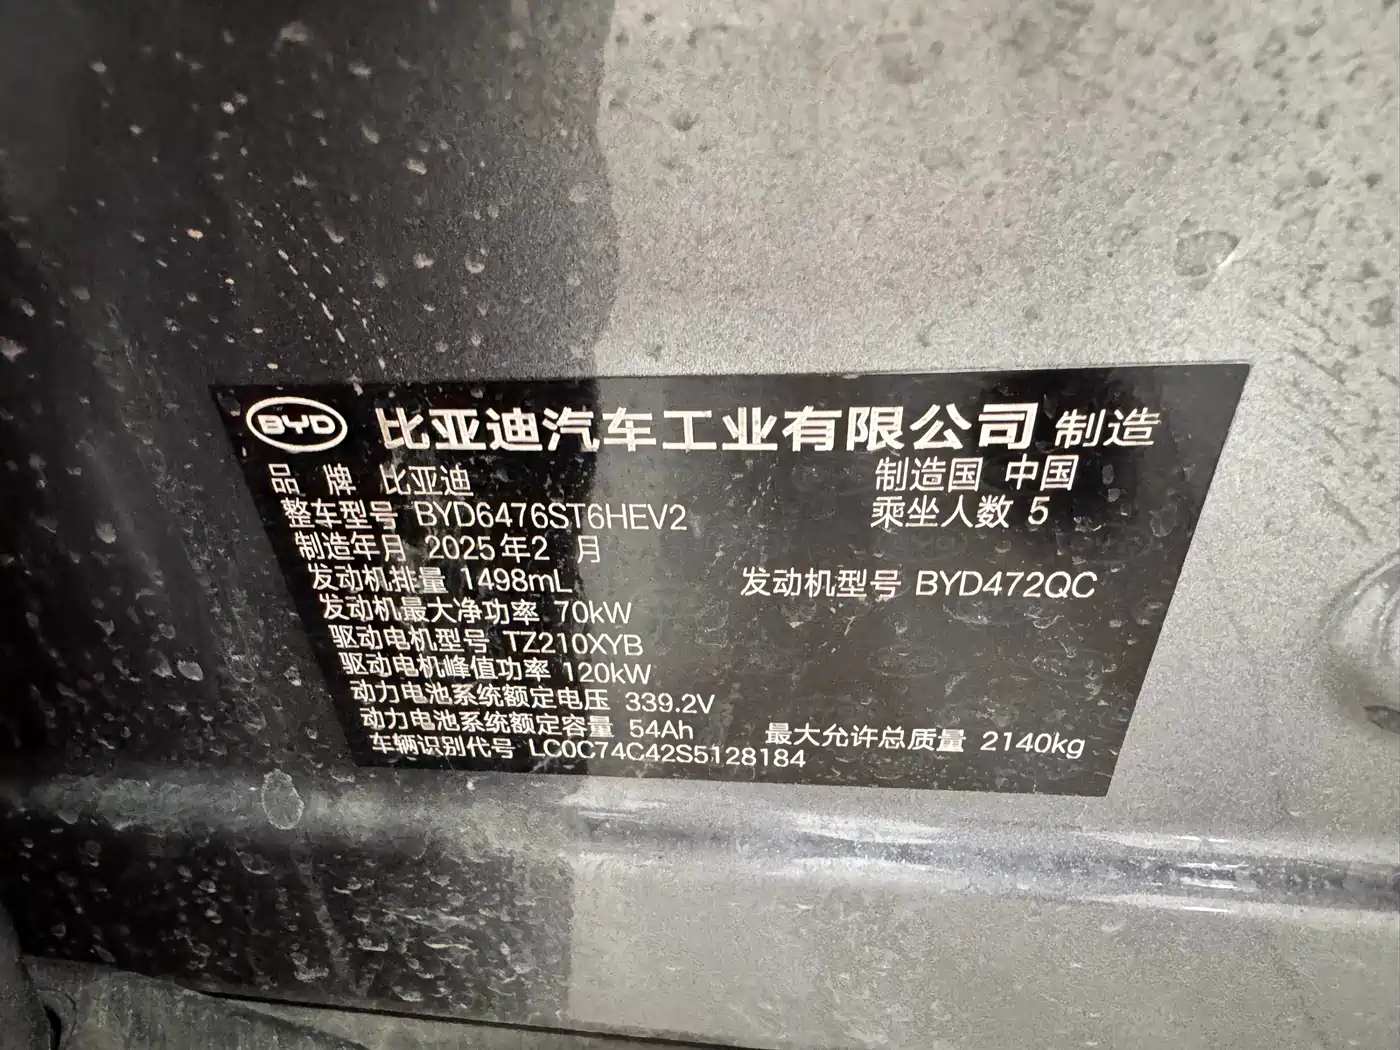 BYD 比亚迪汽车工业有限公司 制造
品 牌 比亚迪 制造国 中国
整车型号 BYD6476ST6HEV2 乘坐人数 5
制造年月 2025年2 月
发动机排量 1498mL 发动机型号 BYD472QC
发动机最大净功率 70kW
驱动电机型号 TZ210XYB
驱动电机峰值功率 120kW
动力电池系统额定电压 339.2V
动力电池系统额定容量 54Ah 最大允许总质量 2140kg
车辆识别代号 LC0C74C42S5128184